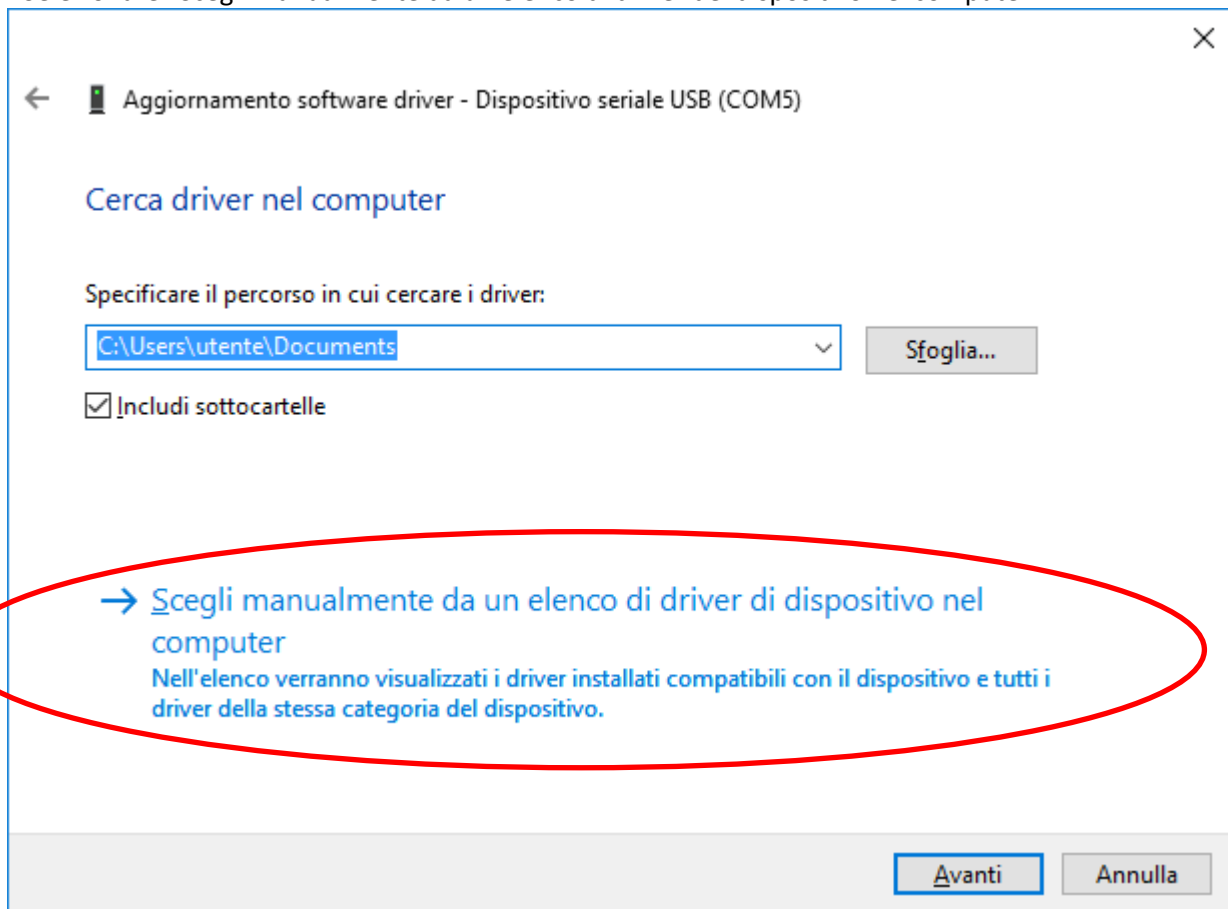 Aggiornamento software driver - Dispositivo seriale USB (COM5)
Cerca driver nel computer
Specificare il percorso in cui cercare i driver:
C:\Users\utente\Documents
Sfoglia...
Includi sottocartelle
Scegli manualmente da un elenco di driver di dispositivo nel
computer
Nell'elenco verranno visualizzati i driver installati compatibili con il dispositivo e tutti i
driver della stessa categoria del dispositivo.
Avanti Annulla